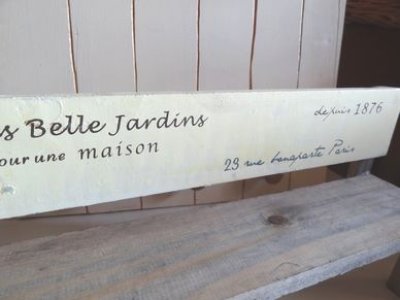 s Belle Jardins
our une maison
depuis 1876
23 rue bonaparte Paris